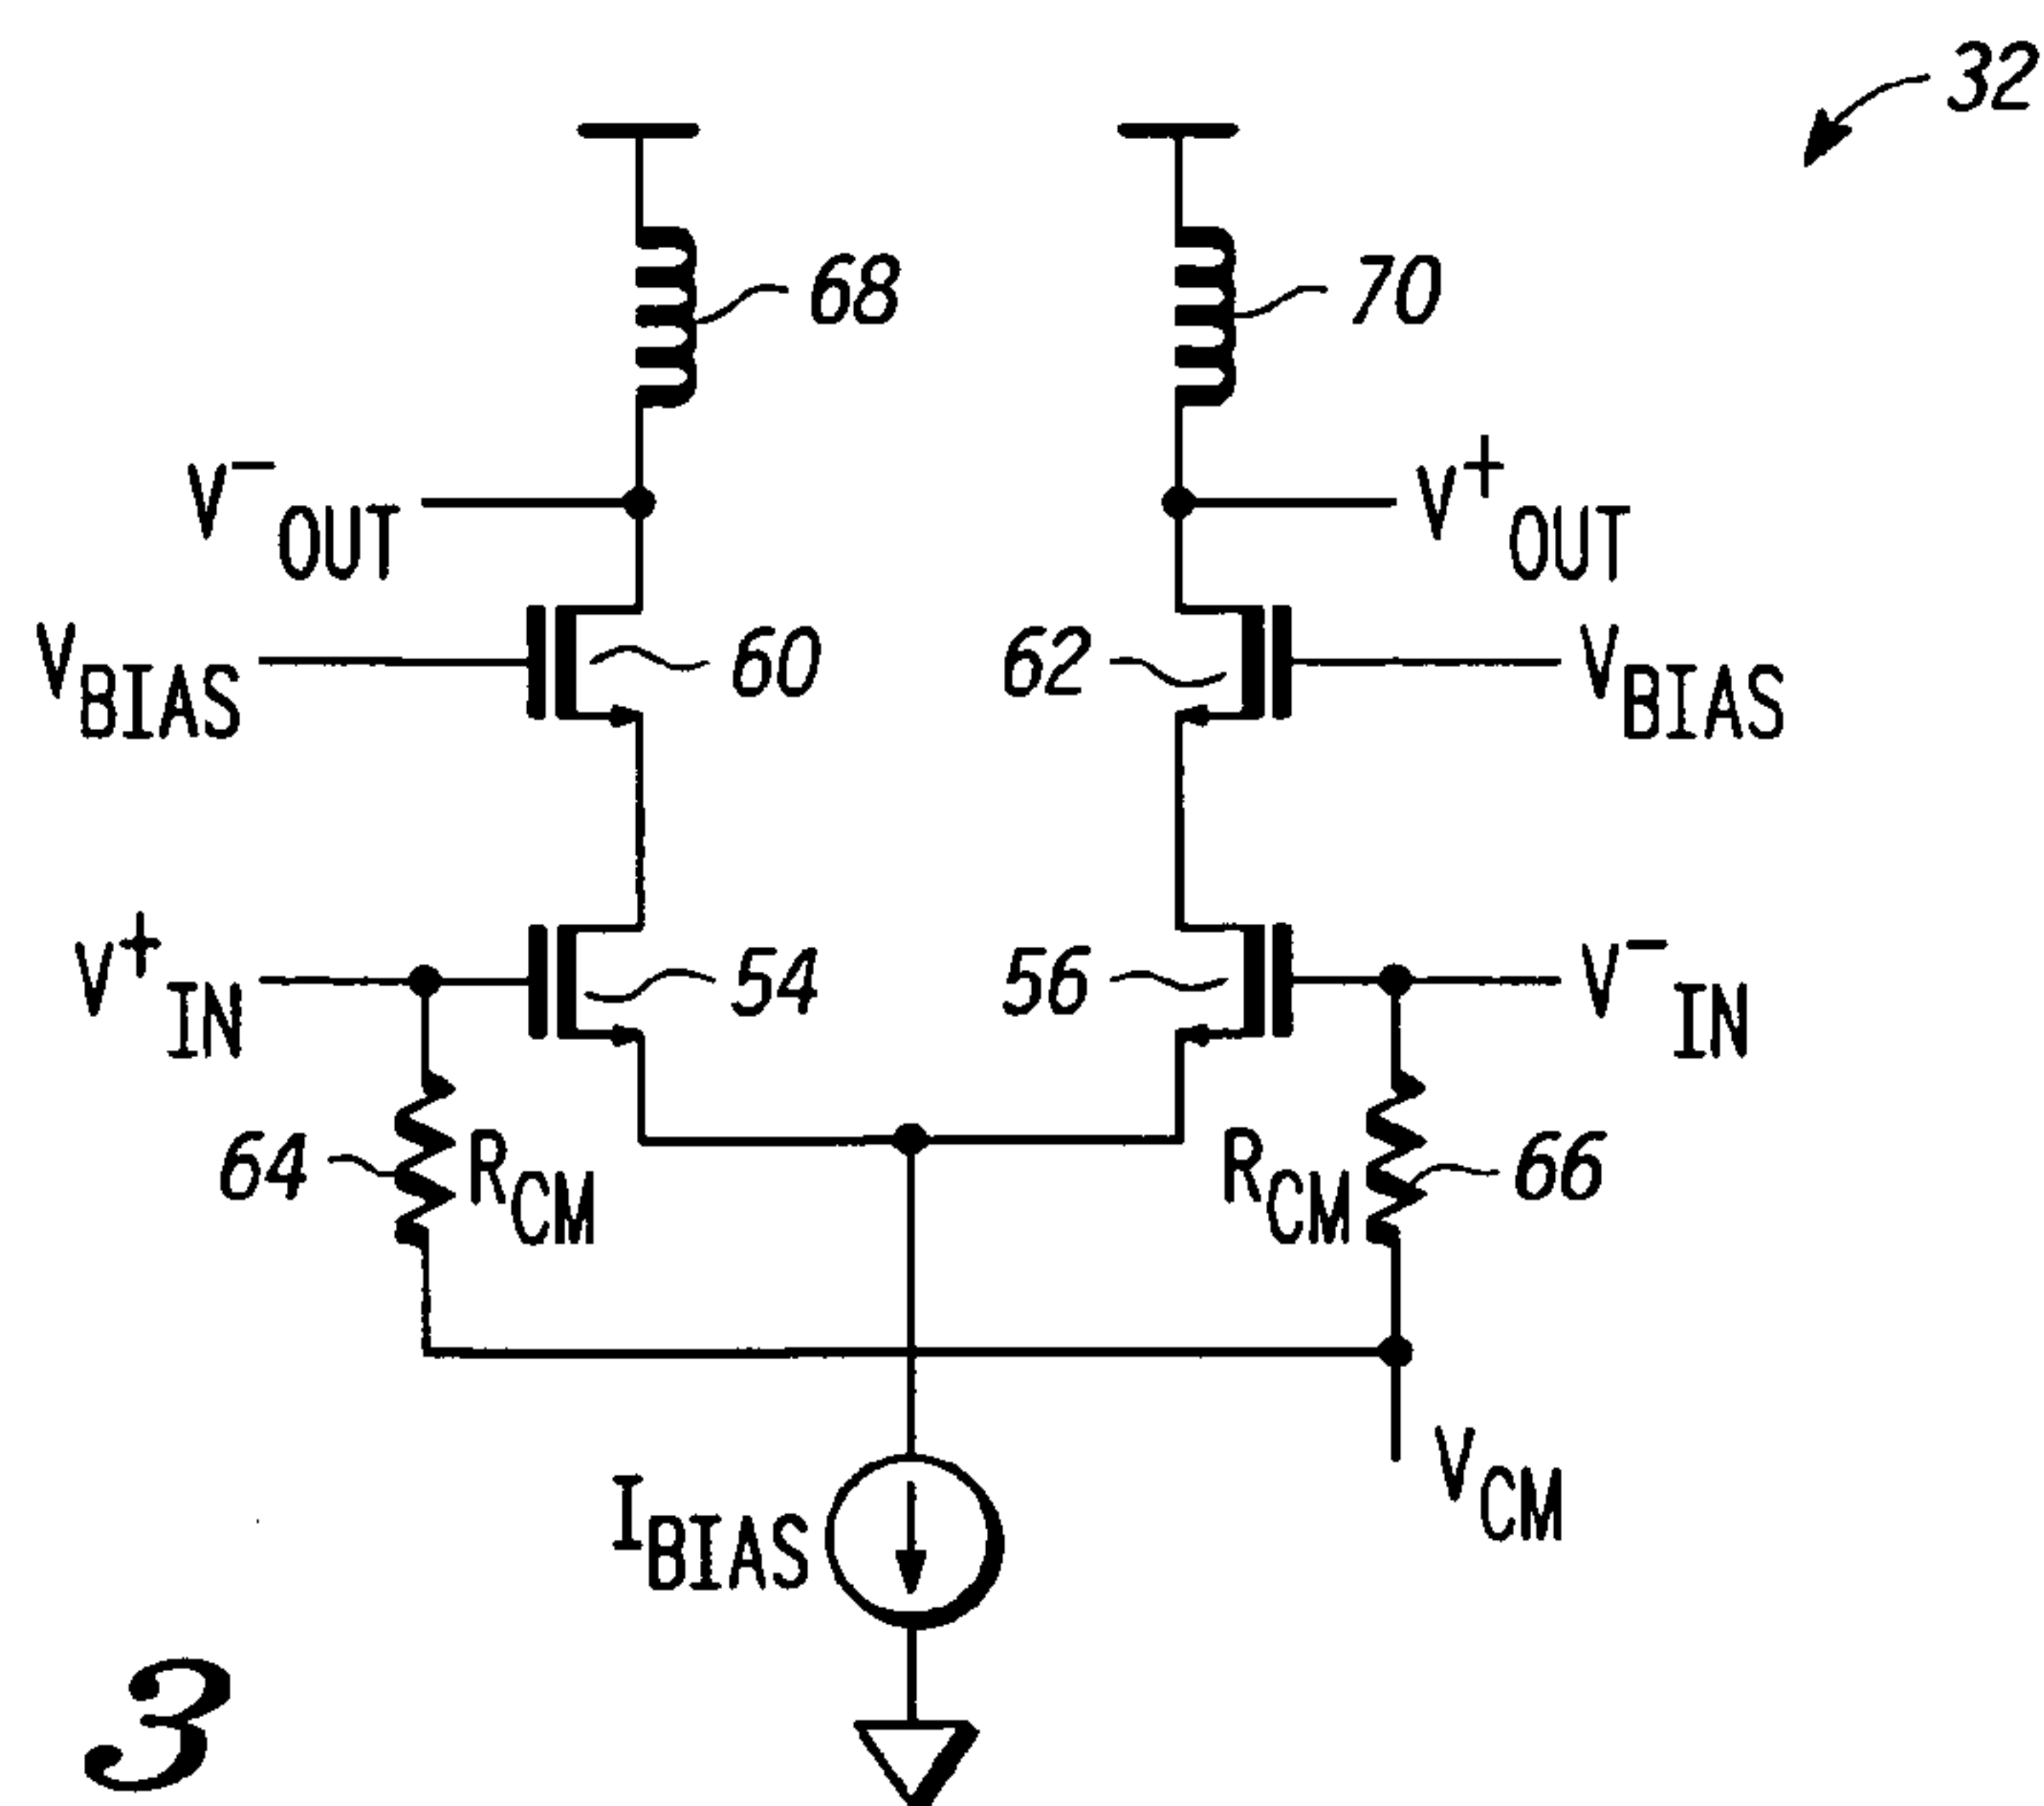 32
68
70
V⁻OUT
V⁺OUT
VBIAS
60
62
VBIAS
V⁺IN
54
56
V⁻IN
64
RCM
RCM
66
VCM
IBIAS
3